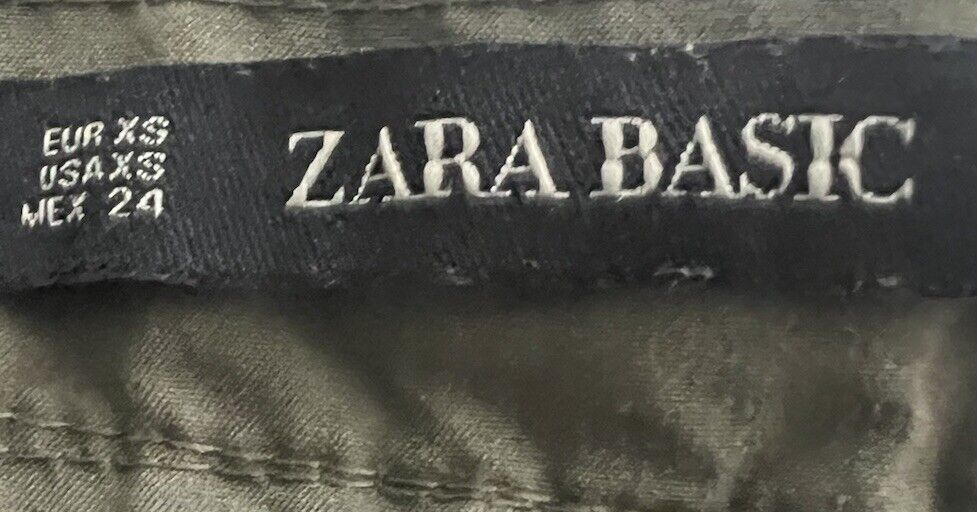 EUR XS
USA XS
MEX 24
ZARA BASIC